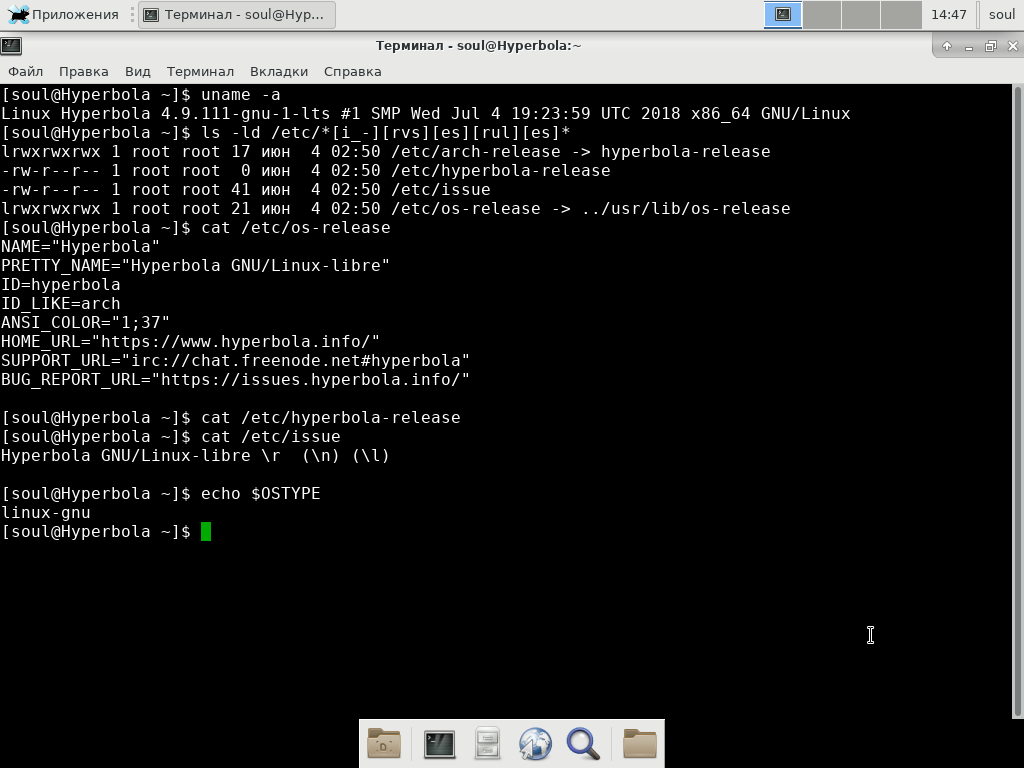 Приложения
Терминал - soul@Hyp...
14:47
soul
Терминал - soul@Hyperbola:~
Файл Правка Вид Терминал Вкладки Справка
[soul@Hyperbola ~]$ uname -a
Linux Hyperbola 4.9.111-gnu-1-lts #1 SMP Wed Jul 4 19:23:59 UTC 2018 x86_64 GNU/Linux
[soul@Hyperbola ~]$ ls -ld /etc/*[i_-][rvs][es][rul][es]*
lrwxrwxrwx 1 root root 17 июн  4 02:50 /etc/arch-release -> hyperbola-release
-rw-r--r-- 1 root root  0 июн  4 02:50 /etc/hyperbola-release
-rw-r--r-- 1 root root 41 июн  4 02:50 /etc/issue
lrwxrwxrwx 1 root root 21 июн  4 02:50 /etc/os-release -> ../usr/lib/os-release
[soul@Hyperbola ~]$ cat /etc/os-release
NAME="Hyperbola"
PRETTY_NAME="Hyperbola GNU/Linux-libre"
ID=hyperbola
ID_LIKE=arch
ANSI_COLOR="1;37"
HOME_URL="https://www.hyperbola.info/"
SUPPORT_URL="irc://chat.freenode.net#hyperbola"
BUG_REPORT_URL="https://issues.hyperbola.info/"
[soul@Hyperbola ~]$ cat /etc/hyperbola-release
[soul@Hyperbola ~]$ cat /etc/issue
Hyperbola GNU/Linux-libre \r  (\n) (\l)
[soul@Hyperbola ~]$ echo $OSTYPE
linux-gnu
[soul@Hyperbola ~]$